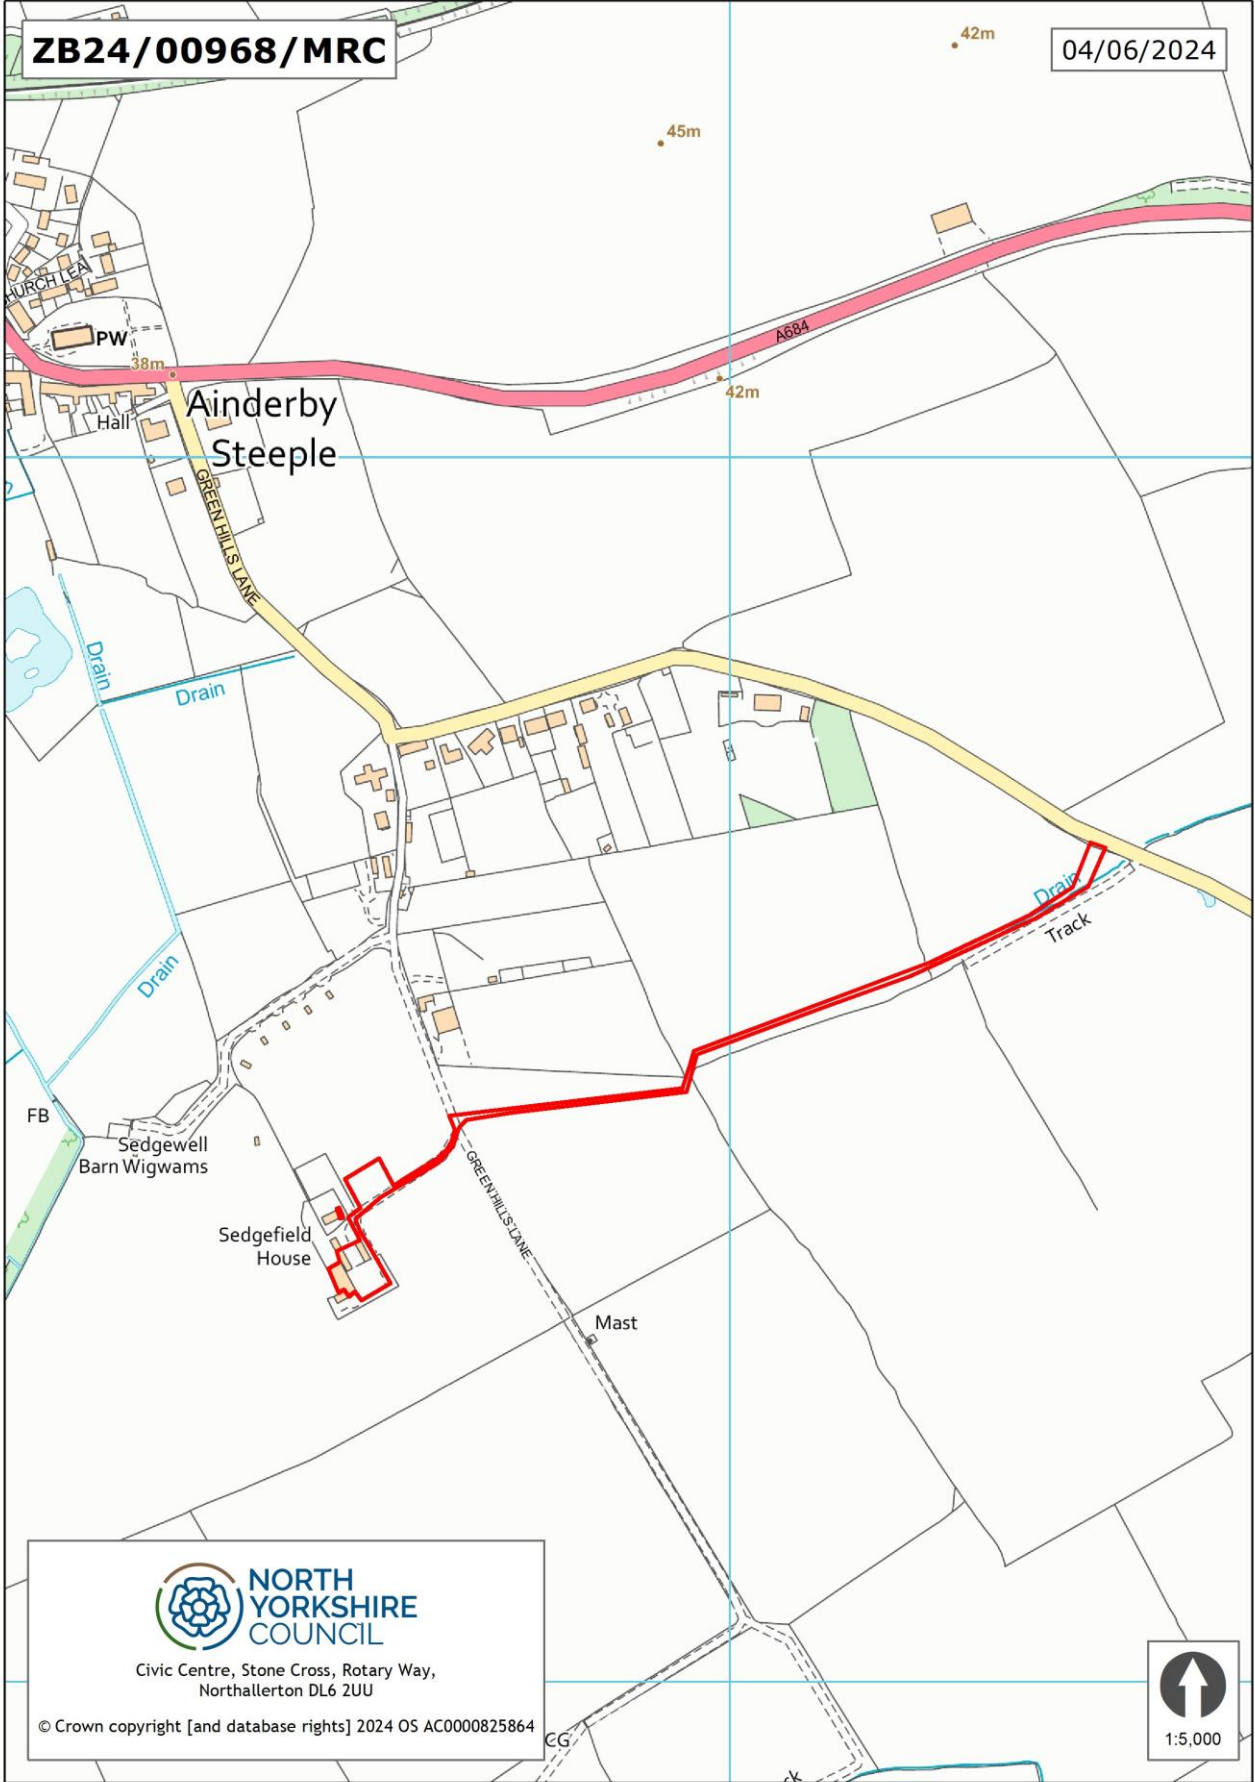 ZB24/00968/MRC
04/06/2024
42m
45m
CHURCH LEA
PW
38m
A684
Ainderby
Steeple
Hall
42m
GREEN HILLS LANE
Drain
Drain
Drain
Track
Drain
FB
Sedgewell
Barn Wigwams
GREEN HILLS LANE
Sedgefield
House
Mast
NORTH
YORKSHIRE
COUNCIL
Civic Centre, Stone Cross, Rotary Way,
Northallerton DL6 2UU
© Crown copyright [and database rights] 2024 OS AC0000825864
CG
1:5,000